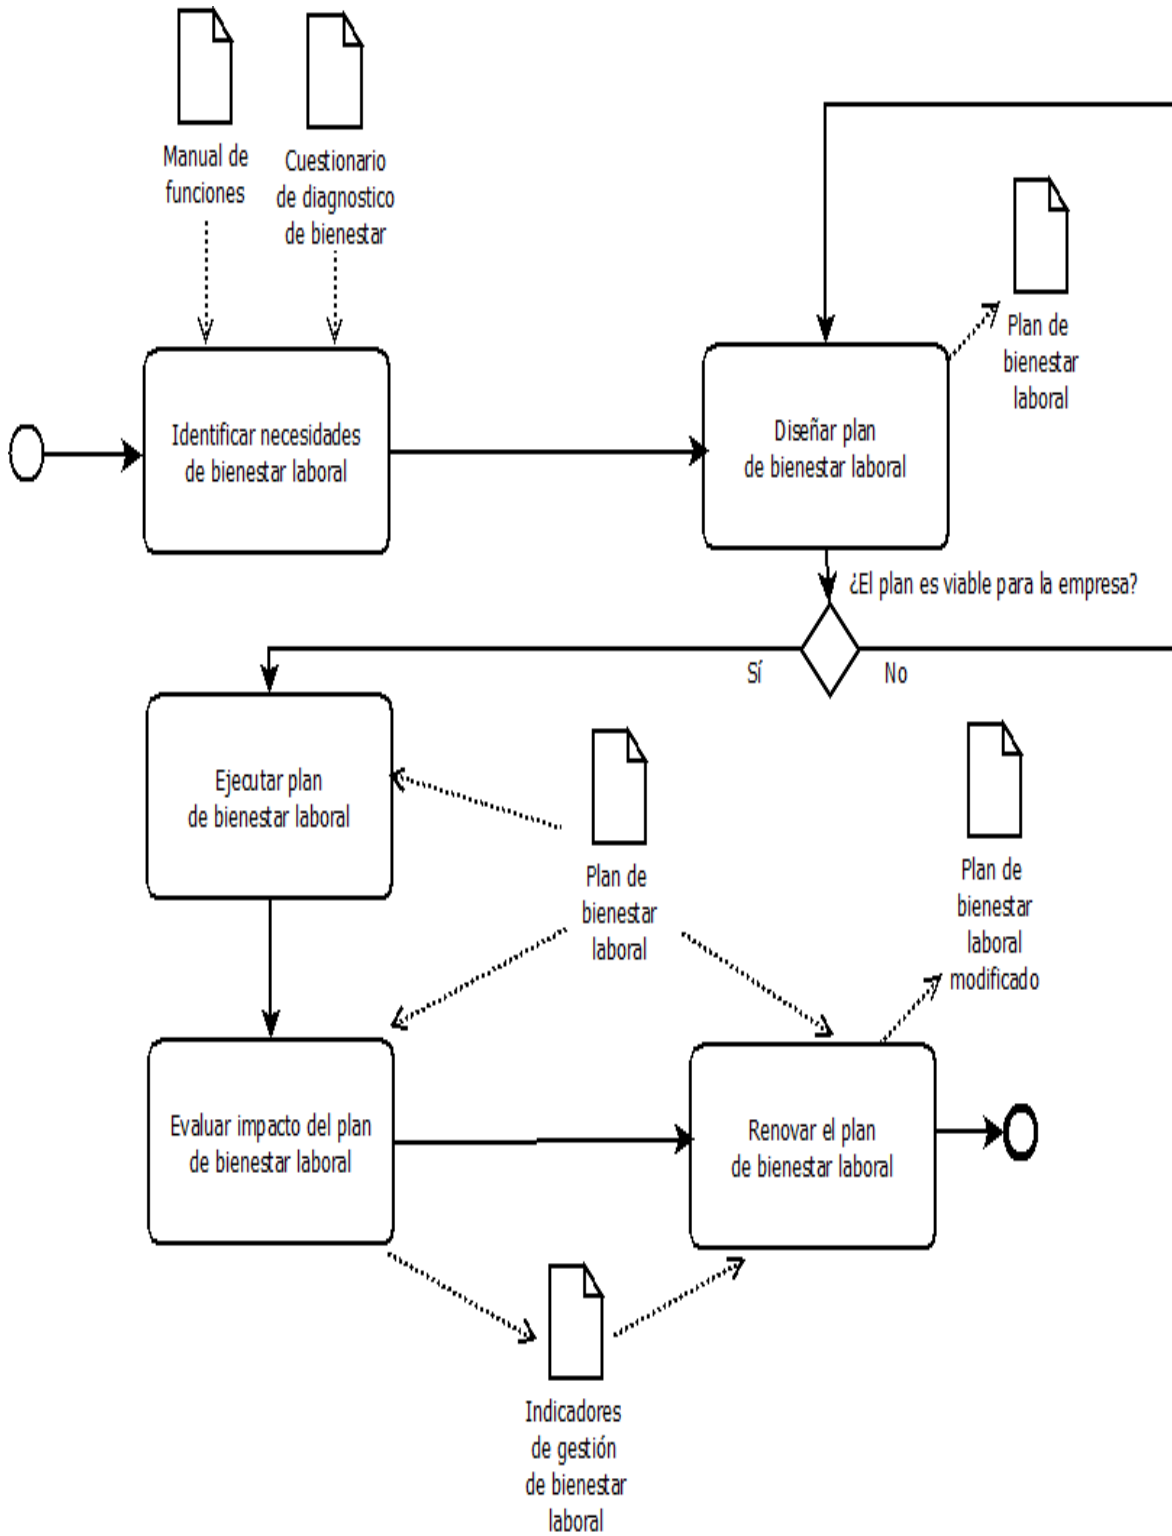 Manual de
funciones
Cuestionario
de diagnostico
de bienestar
Plan de
bienestar
laboral
Identificar necesidades
de bienestar laboral
Diseñar plan
de bienestar laboral
¿El plan es viable para la empresa?
Sí
No
Ejecutar plan
de bienestar laboral
Plan de
bienestar
laboral
Plan de
bienestar
laboral
modificado
Evaluar impacto del plan
de bienestar laboral
Renovar el plan
de bienestar laboral
Indicadores
de gestión
de bienestar
laboral